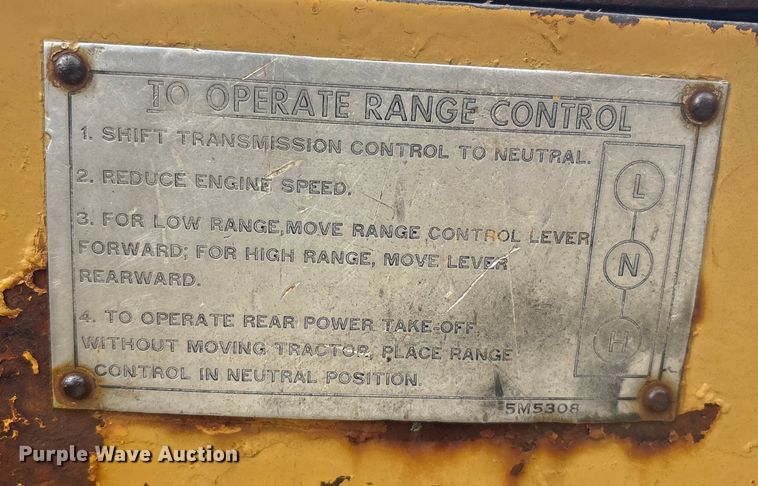 TO OPERATE RANGE CONTROL
1. SHIFT TRANSMISSION CONTROL TO NEUTRAL.
2. REDUCE ENGINE SPEED.
3. FOR LOW RANGE, MOVE RANGE CONTROL LEVER
FORWARD; FOR HIGH RANGE, MOVE LEVER
REARWARD.
4. TO OPERATE REAR POWER TAKE-OFF
WITHOUT MOVING TRACTOR, PLACE RANGE
CONTROL IN NEUTRAL POSITION.
L
N
H
5M5308
Purple Wave Auction